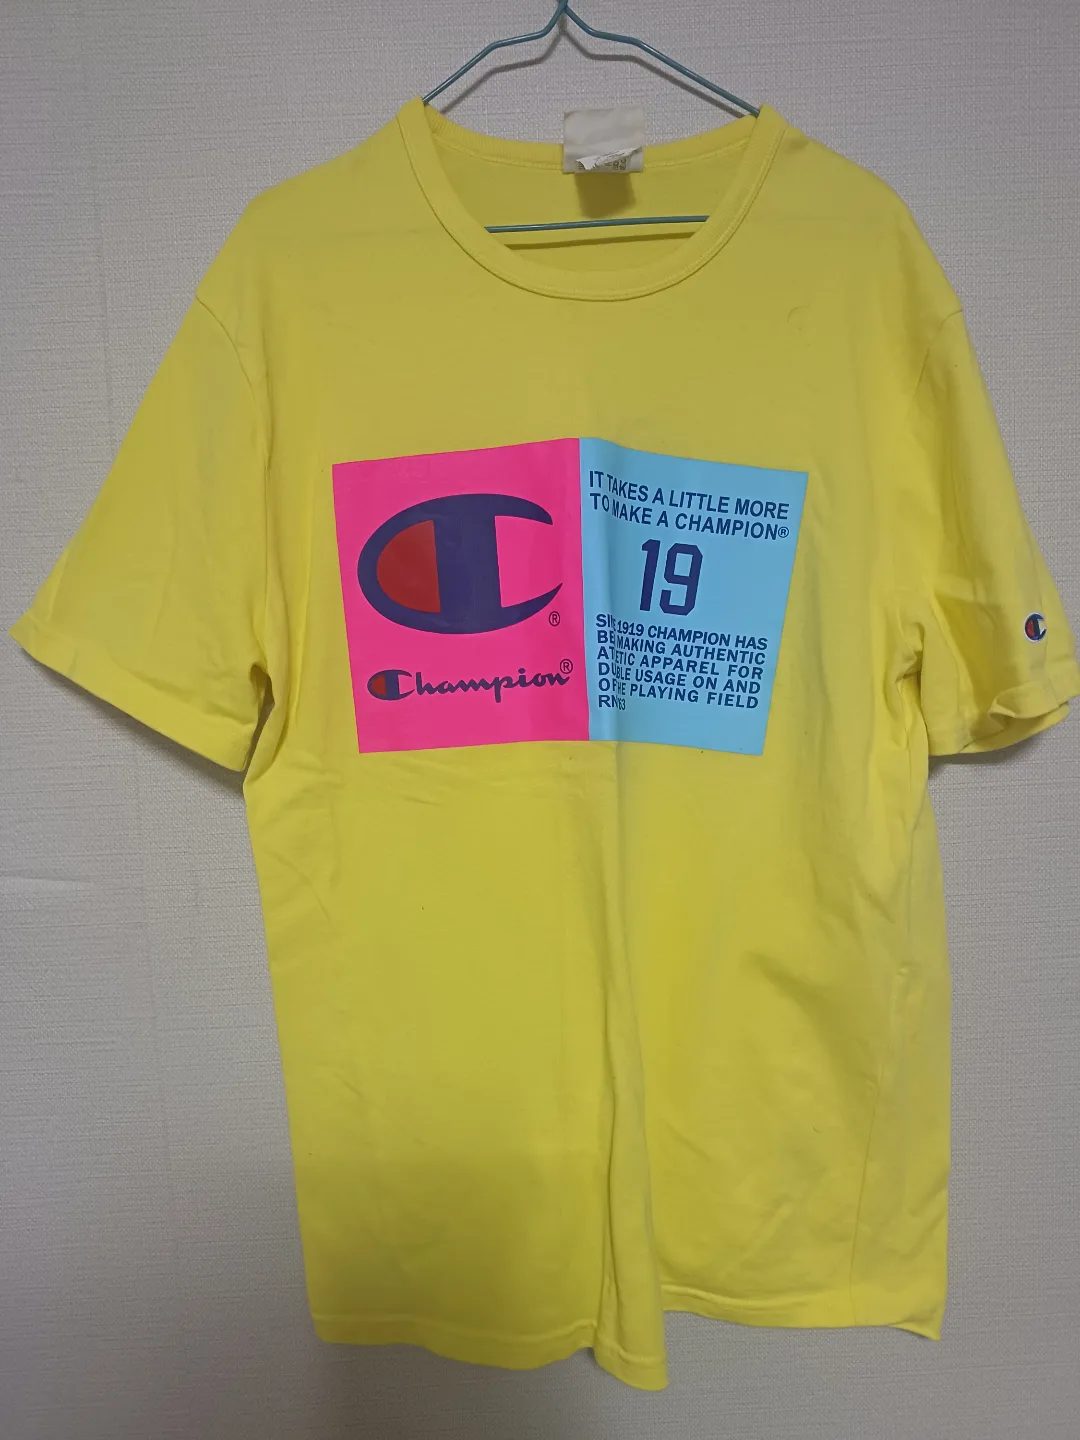 ®
Champion®
IT TAKES A LITTLE MORE
TO MAKE A CHAMPION®
19
1919 CHAMPION HAS
MAKING AUTHENTIC
APPAREL FOR
USAGE ON AND
PLAYING FIELD